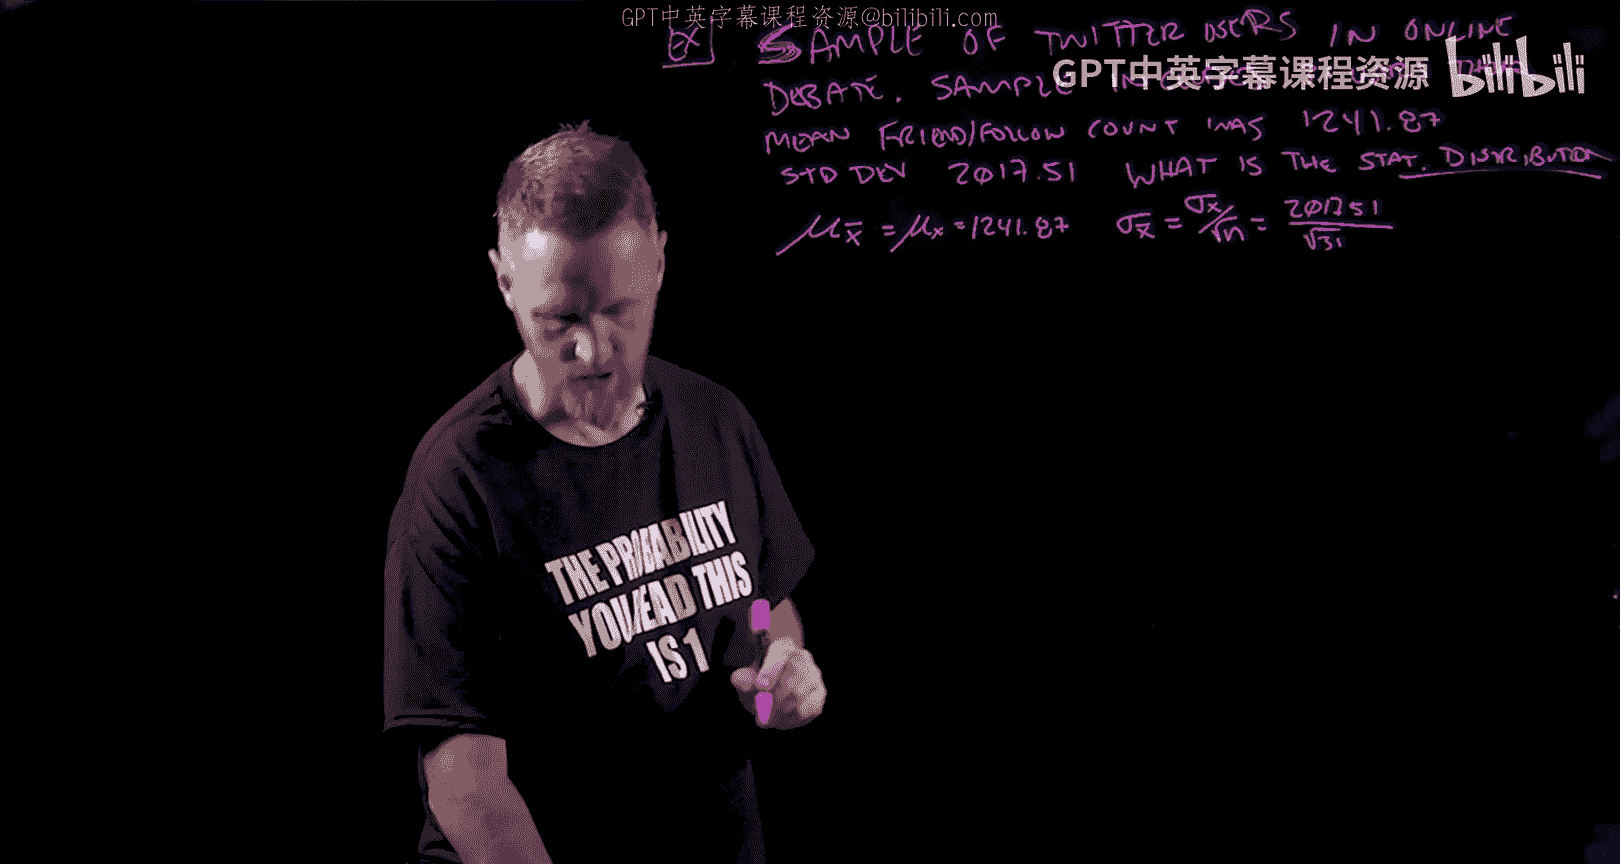 GPT中英字幕课程资源@bilibili.com
EX SAMPLE OF TWITTER USERS IN ONLINE
GPT中英字幕课程资源 bilibili
DEBATE. SAMPLE
MEAN FRIEND/FOLLOW COUNT WAS 1241.87
STD DEV 2017.51 WHAT IS THE STAT. DISTRIBUTION
μx̄ = μx = 1241.87 σx̄ = σx/√n = 2017.51/√31
THE PROBABILITY
YOU READ THIS
IS 1